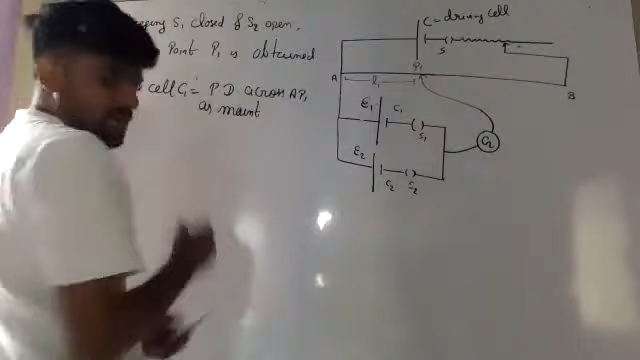 eeping S₁ closed & S₂ open,
Point P₁ is obtained
cell C₁ = P D across AP₁
as
C - driving cell
S
P₁
A
l₁
B
E₁
C₁
S₁
G
E₂
C₂
S₂